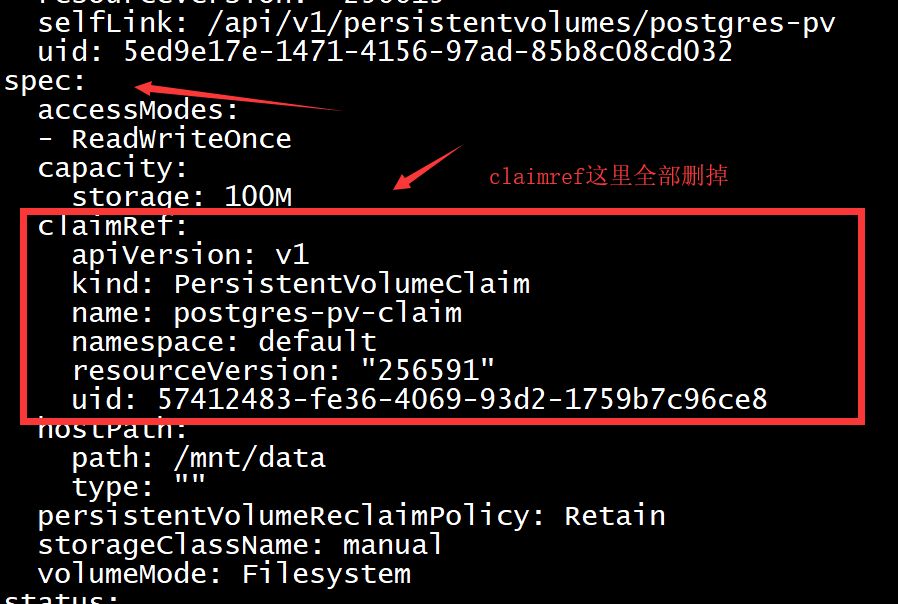 resourceVersion: "256615"
  selfLink: /api/v1/persistentvolumes/postgres-pv
  uid: 5ed9e17e-1471-4156-97ad-85b8c08cd032
spec:
  accessModes:
  - ReadWriteOnce
  capacity:
    storage: 100M
claimref这里全部删掉
  claimRef:
    apiVersion: v1
    kind: PersistentVolumeClaim
    name: postgres-pv-claim
    namespace: default
    resourceVersion: "256591"
    uid: 57412483-fe36-4069-93d2-1759b7c96ce8
  hostPath:
    path: /mnt/data
    type: ""
  persistentVolumeReclaimPolicy: Retain
  storageClassName: manual
  volumeMode: Filesystem
status: